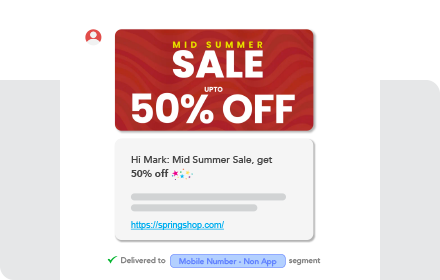 MID SUMMER
SALE
UPTO
50% OFF
Hi Mark: Mid Summer Sale, get
50% off
https://springshop.com/
Delivered to Mobile Number - Non App segment